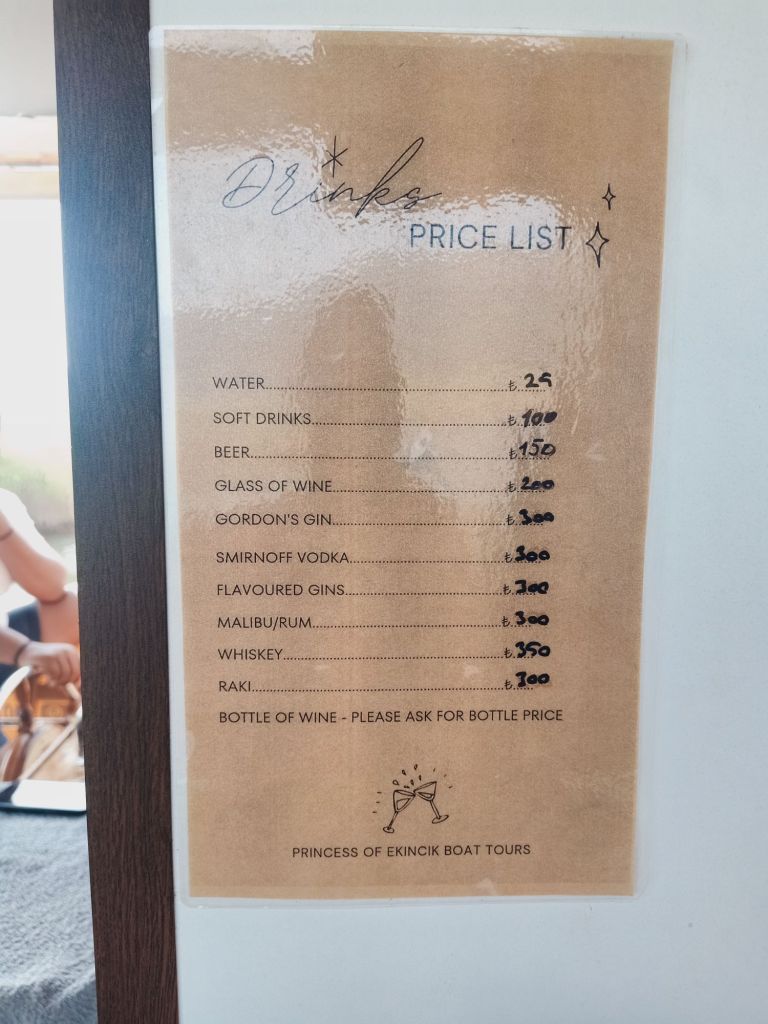 Drinks
PRICE LIST
WATER........................................................₺ 25
SOFT DRINKS.............................................₺ 100
BEER...........................................................₺ 150
GLASS OF WINE........................................₺ 200
GORDON'S GIN........................................₺ 300
SMIRNOFF VODKA....................................₺ 300
FLAVOURED GINS.....................................₺ 300
MALIBU/RUM............................................₺ 300
WHISKEY....................................................₺ 350
RAKI............................................................₺ 300
BOTTLE OF WINE - PLEASE ASK FOR BOTTLE PRICE
PRINCESS OF EKINCIK BOAT TOURS